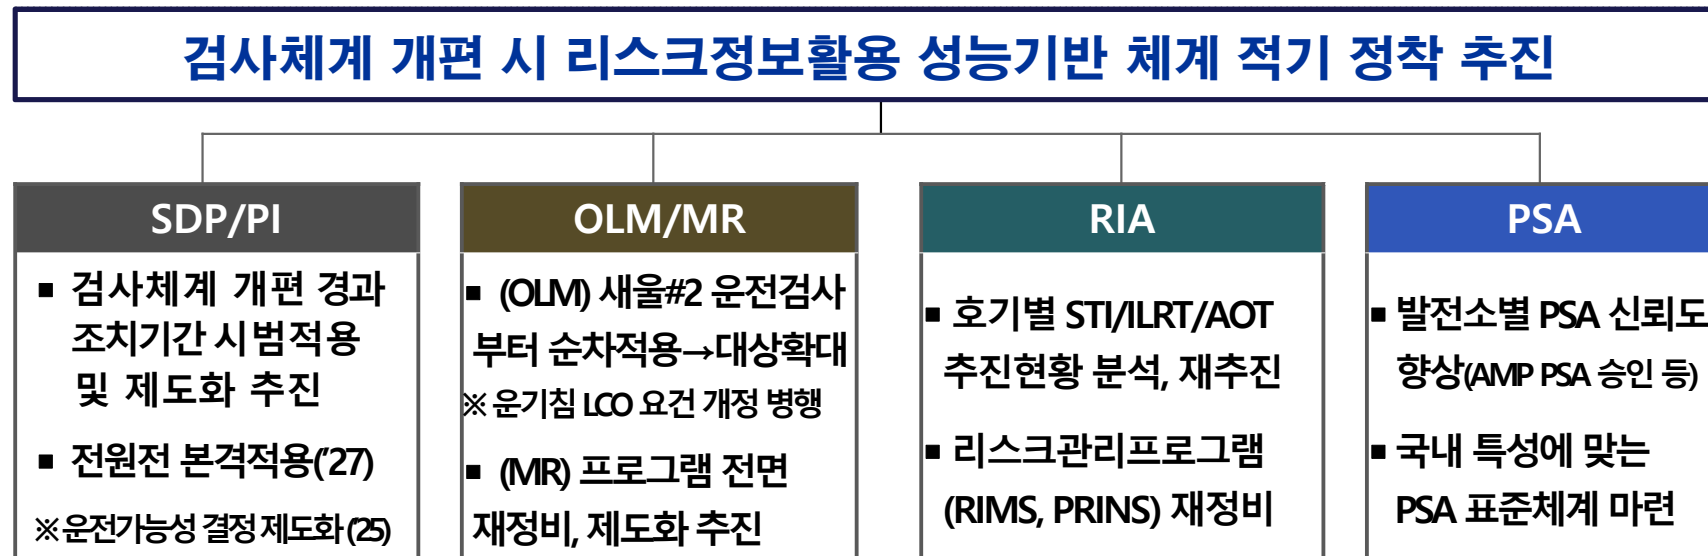 검사체계 개편 시 리스크정보활용 성능기반 체계 적기 정착 추진
SDP/PI
■ 검사체계 개편 경과
조치기간 시범적용
및 제도화 추진
■ 전원전 본격적용('27)
※ 운전가능성 결정 제도화 ('25)
OLM/MR
■ (OLM) 새울#2 운전검사
부터 순차적용→대상확대
※ 운기침 LCO 요건 개정 병행
■ (MR) 프로그램 전면
재정비, 제도화 추진
RIA
■ 호기별 STI/ILRT/AOT
추진현황 분석, 재추진
■ 리스크관리프로그램
(RIMS, PRINS) 재정비
PSA
■ 발전소별 PSA 신뢰도
향상(AMP PSA 승인 등)
■ 국내 특성에 맞는
PSA 표준체계 마련